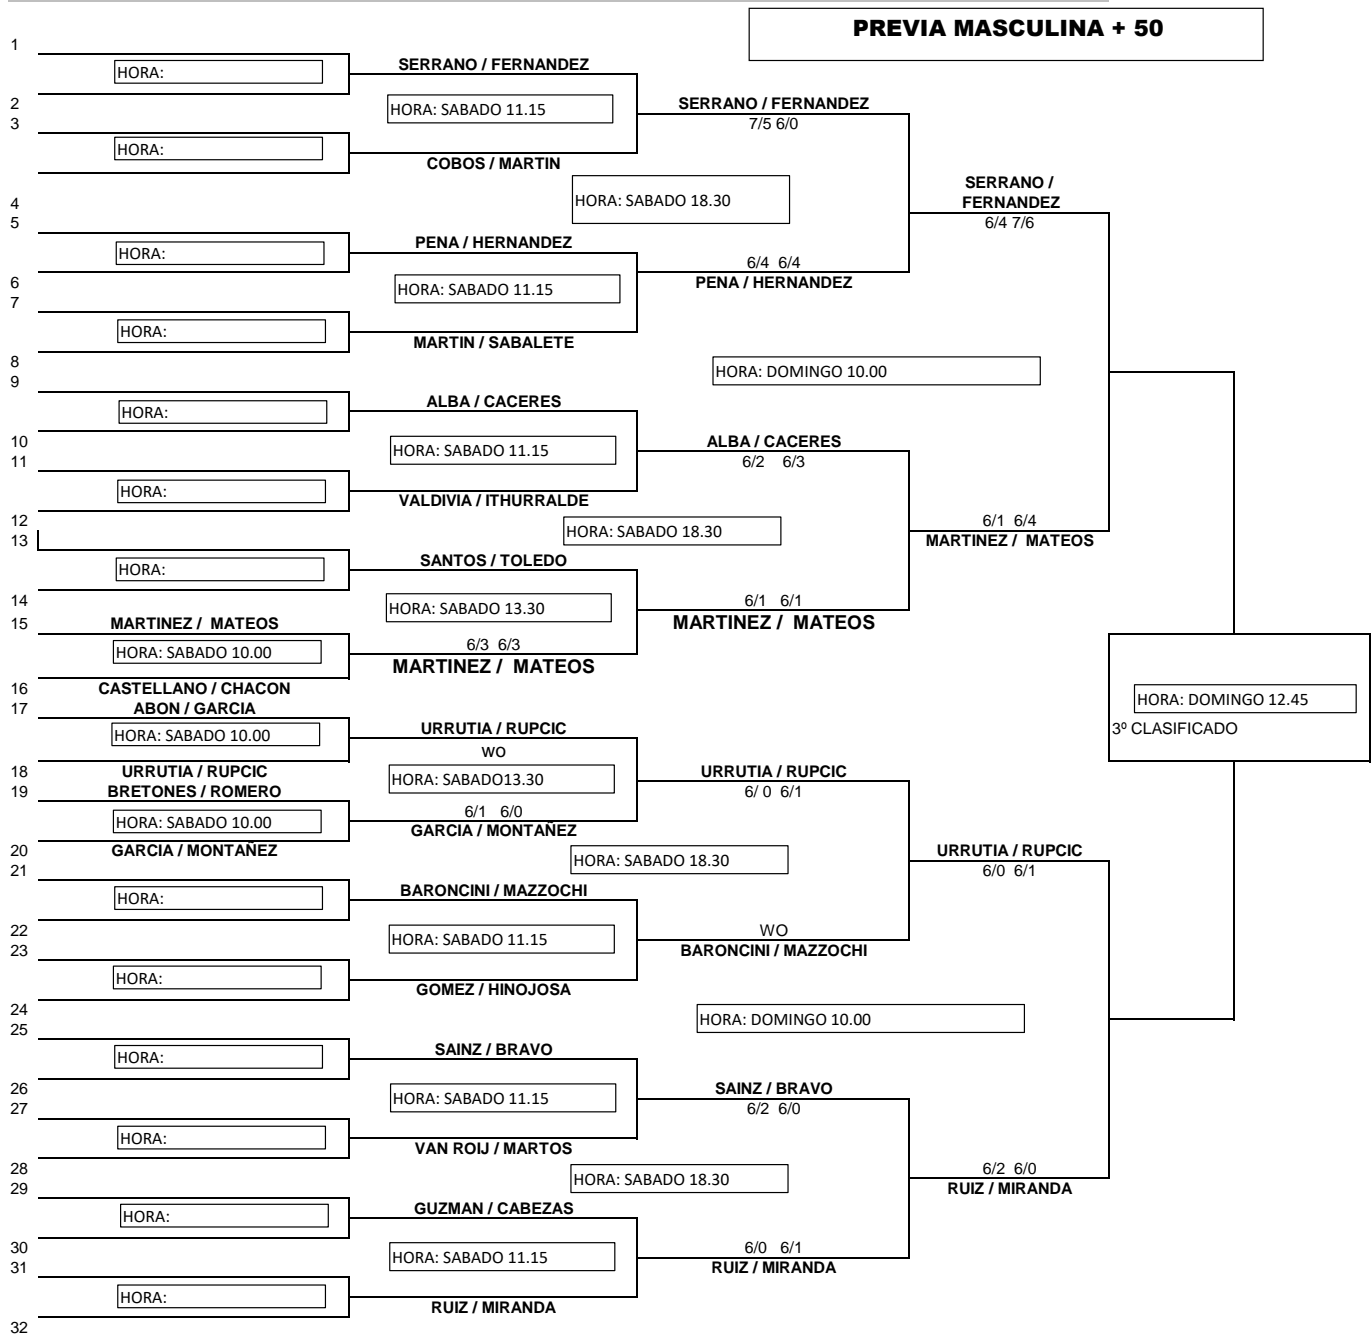 PREVIA MASCULINA + 50
1
HORA:
SERRANO / FERNANDEZ
2
HORA: SABADO 11.15
SERRANO / FERNANDEZ
3
7/5 6/0
HORA:
COBOS / MARTIN
4
HORA: SABADO 18.30
SERRANO /
FERNANDEZ
5
6/4 7/6
HORA:
PENA / HERNANDEZ
6
HORA: SABADO 11.15
6/4 6/4
PENA / HERNANDEZ
7
HORA:
MARTIN / SABALETE
8
HORA: DOMINGO 10.00
9
HORA:
ALBA / CACERES
10
HORA: SABADO 11.15
ALBA / CACERES
11
6/2 6/3
HORA:
VALDIVIA / ITHURRALDE
12
HORA: SABADO 18.30
6/1 6/4
13
MARTINEZ / MATEOS
HORA:
SANTOS / TOLEDO
14
HORA: SABADO 13.30
6/1 6/1
15
MARTINEZ / MATEOS
MARTINEZ / MATEOS
HORA: SABADO 10.00
6/3 6/3
MARTINEZ / MATEOS
16
CASTELLANO / CHACON
HORA: DOMINGO 12.45
3º CLASIFICADO
17
ABON / GARCIA
HORA: SABADO 10.00
URRUTIA / RUPCIC
WO
18
URRUTIA / RUPCIC
HORA: SABADO13.30
URRUTIA / RUPCIC
19
BRETONES / ROMERO
6/ 0 6/1
HORA: SABADO 10.00
6/1 6/0
GARCIA / MONTAÑEZ
20
GARCIA / MONTAÑEZ
HORA: SABADO 18.30
URRUTIA / RUPCIC
21
6/0 6/1
HORA:
BARONCINI / MAZZOCHI
22
HORA: SABADO 11.15
WO
23
BARONCINI / MAZZOCHI
HORA:
GOMEZ / HINOJOSA
24
HORA: DOMINGO 10.00
25
HORA:
SAINZ / BRAVO
26
HORA: SABADO 11.15
SAINZ / BRAVO
27
6/2 6/0
HORA:
VAN ROIJ / MARTOS
28
HORA: SABADO 18.30
6/2 6/0
29
RUIZ / MIRANDA
HORA:
GUZMAN / CABEZAS
30
HORA: SABADO 11.15
6/0 6/1
31
RUIZ / MIRANDA
HORA:
RUIZ / MIRANDA
32